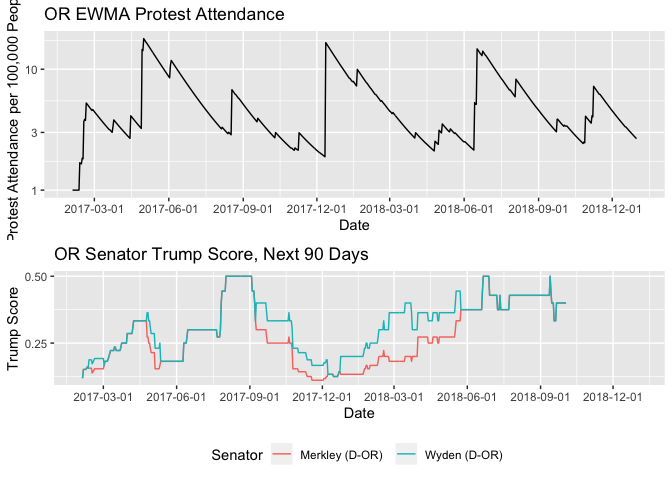 OR EWMA Protest Attendance
Protest Attendance per 100,000 Peop
10
3
1
2017-03-01 2017-06-01 2017-09-01 2017-12-01 2018-03-01 2018-06-01 2018-09-01 2018-12-01
Date
OR Senator Trump Score, Next 90 Days
Trump Score
0.50
0.25
2017-03-01 2017-06-01 2017-09-01 2017-12-01 2018-03-01 2018-06-01 2018-09-01 2018-12-01
Date
Senator Merkley (D-OR) Wyden (D-OR)